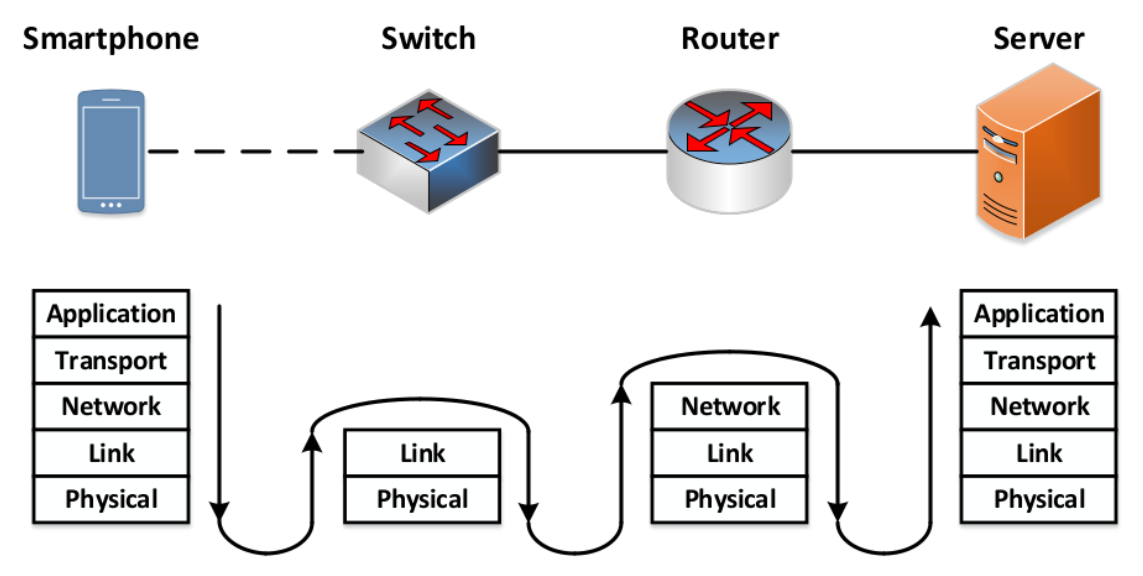 Smartphone
Switch
Router
Server
Application
Transport
Network
Link
Physical
Link
Physical
Network
Link
Physical
Application
Transport
Network
Link
Physical